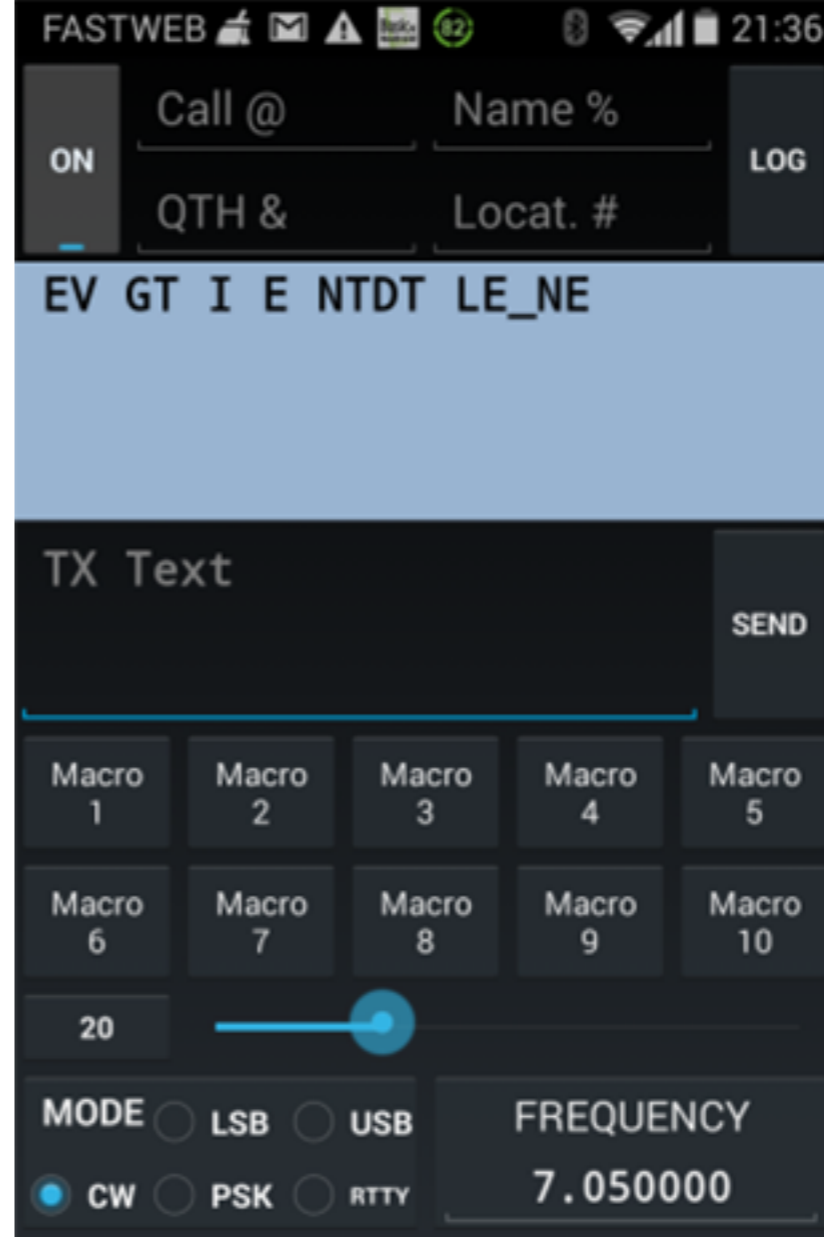 FASTWEB 82 21:36
ON Call @ Name % LOG
QTH & Locat. #
EV GT I E NTDT LE_NE
TX Text
SEND
Macro 1 Macro 2 Macro 3 Macro 4 Macro 5
Macro 6 Macro 7 Macro 8 Macro 9 Macro 10
20
MODE LSB USB FREQUENCY
CW PSK RTTY 7.050000